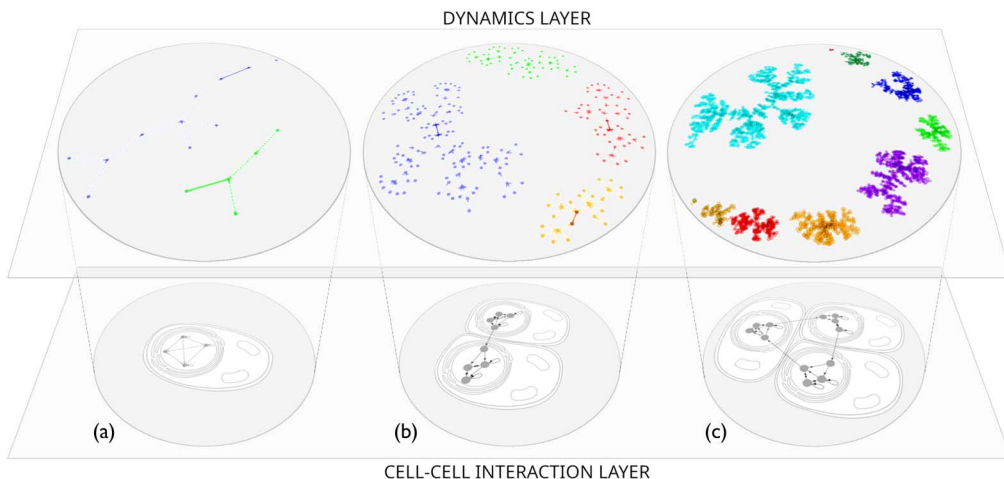 DYNAMICS LAYER
(a)
(b)
(c)
CELL-CELL INTERACTION LAYER